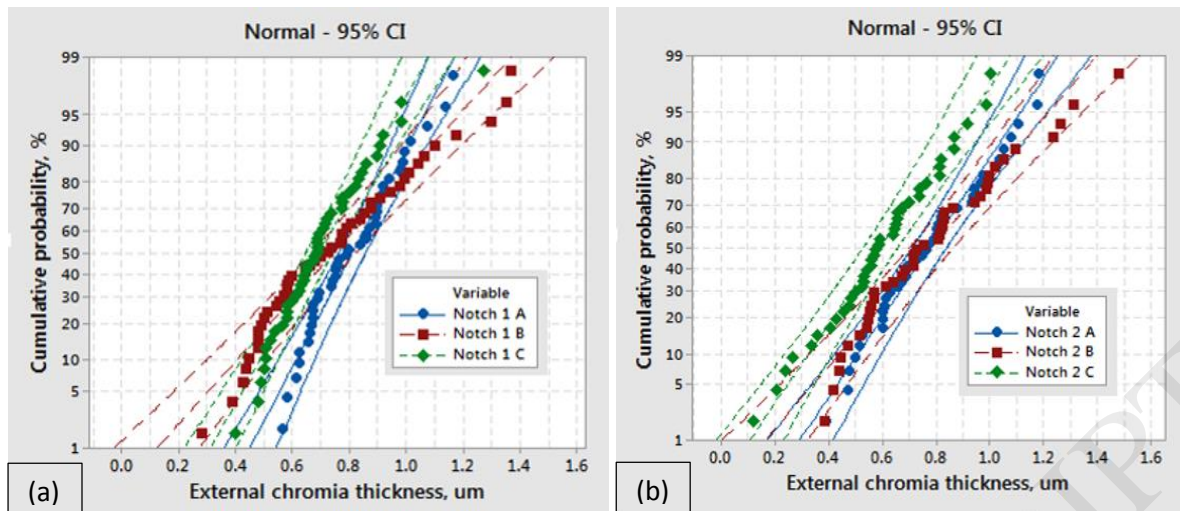 Normal - 95% CI
Cumulative probability, %
99
95
90
80
70
60
50
40
30
20
10
5
1
Variable
Notch 1 A
Notch 1 B
Notch 1 C
0.0 0.2 0.4 0.6 0.8 1.0 1.2 1.4 1.6
External chromia thickness, um
(a)
Normal - 95% CI
Cumulative probability, %
99
95
90
80
70
60
50
40
30
20
10
5
1
Variable
Notch 2 A
Notch 2 B
Notch 2 C
0.0 0.2 0.4 0.6 0.8 1.0 1.2 1.4 1.6
External chromia thickness, um
(b)
IPT